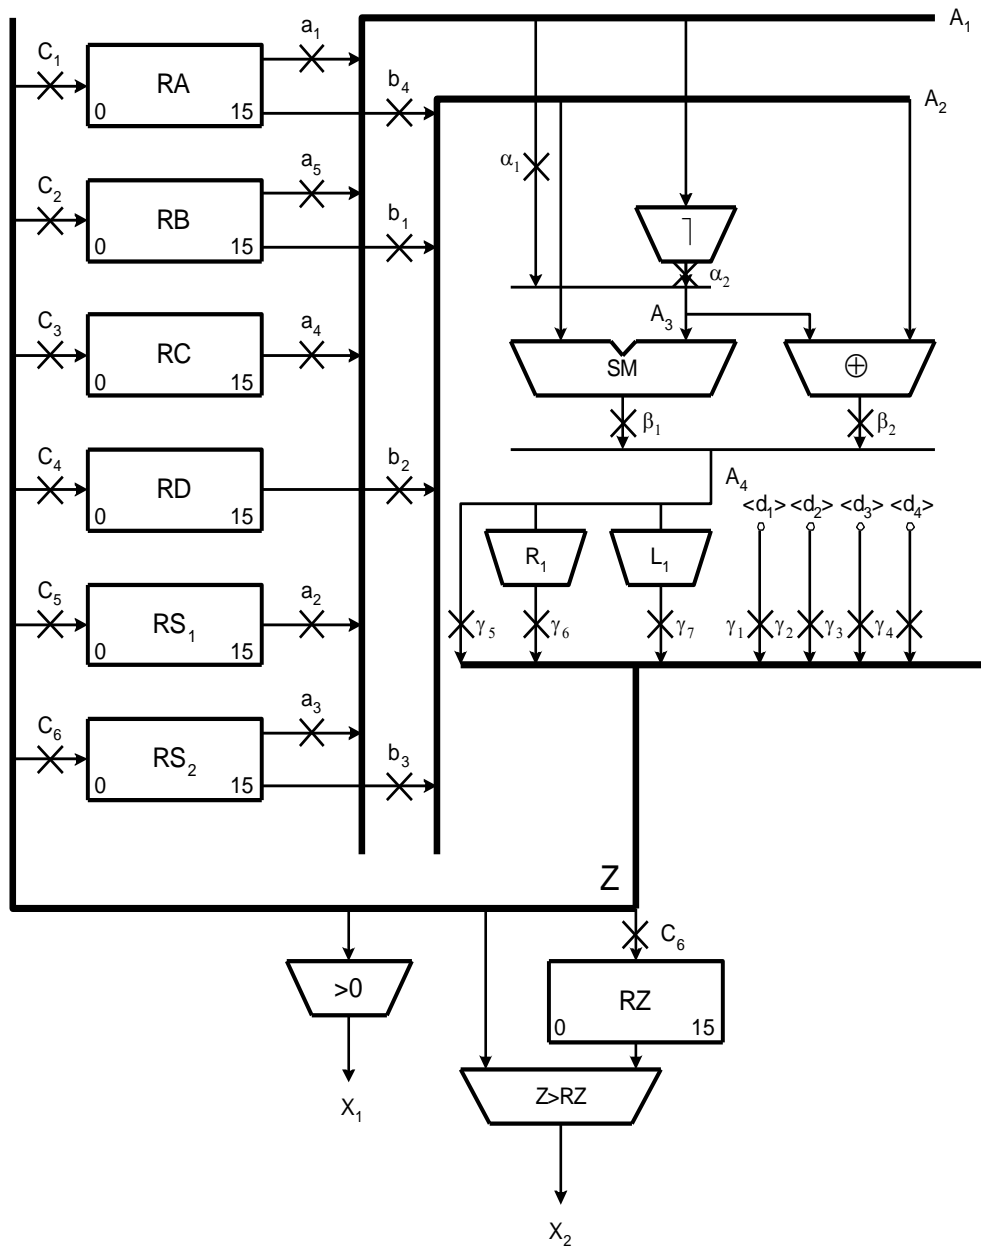 A₁
C₁ RA 0 15 a₁
b₄
A₂
C₂ RB 0 15 a₅
b₁
α₁
⏋
α₂
C₃ RC 0 15 a₄
A₃
SM
⊕
β₁ β₂
C₄ RD 0 15 b₂
A₄
<d₁> <d₂> <d₃> <d₄>
R₁ L₁
C₅ RS₁ 0 15 a₂
γ₅ γ₆ γ₇ γ₁ γ₂ γ₃ γ₄
C₆ RS₂ 0 15 a₃
b₃
Z
C₆
>0
RZ
0 15
Z>RZ
X₁
X₂